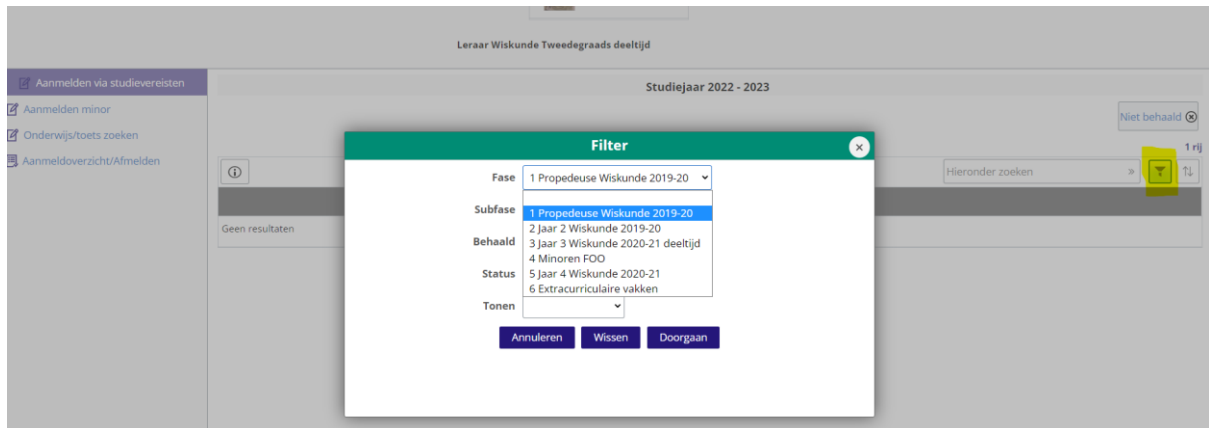 Leraar Wiskunde Tweedegraads deeltijd
Aanmelden via studievereisten
Studiejaar 2022 - 2023
Aanmelden minor
Niet behaald
Onderwijs/toets zoeken
1 rij
Aanmeldoverzicht/Afmelden
Filter
Hieronder zoeken »
Fase 1 Propedeuse Wiskunde 2019-20
Subfase
1 Propedeuse Wiskunde 2019-20
2 Jaar 2 Wiskunde 2019-20
Geen resultaten
Behaald
3 Jaar 3 Wiskunde 2020-21 deeltijd
4 Minoren FOO
Status
5 Jaar 4 Wiskunde 2020-21
6 Extracurriculaire vakken
Tonen
Annuleren Wissen Doorgaan